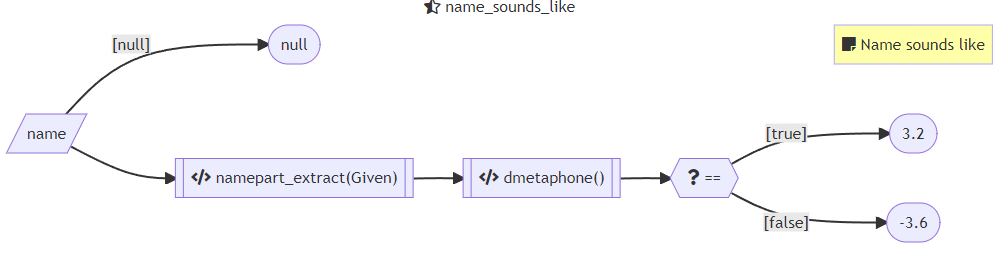 name_sounds_like
[null]
null
Name sounds like
name
</> namepart_extract(Given)
</> dmetaphone()
? ==
[true]
3.2
[false]
-3.6